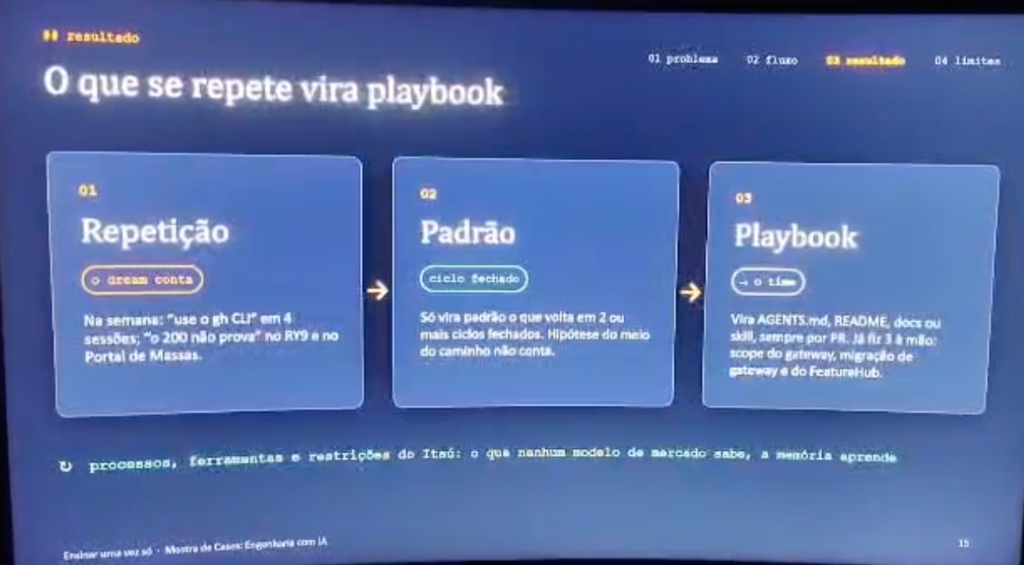 resultado
01 problema 02 fluxo 03 resultado 04 limites
O que se repete vira playbook
01
Repetição
o dream conta
Na semana: “use o gh CLI” em 4
sessões; “o 200 não prova” no RY9 e no
Portal de Massas.
→
02
Padrão
ciclo fechado
Só vira padrão o que volta em 2 ou
mais ciclos fechados. Hipótese do meio
do caminho não conta.
→
03
Playbook
→ o time
Vira AGENTS.md, README, docs ou
skill, sempre por PR. Já fiz 3 à mão:
scope do gateway, migração de
gateway e do FeatureHub.
↻ processos, ferramentas e restrições do Itaú: o que nenhum modelo de mercado sabe, a memória aprende
Ensinar uma vez só · Mostra de Cases: Engenharia com IA
15